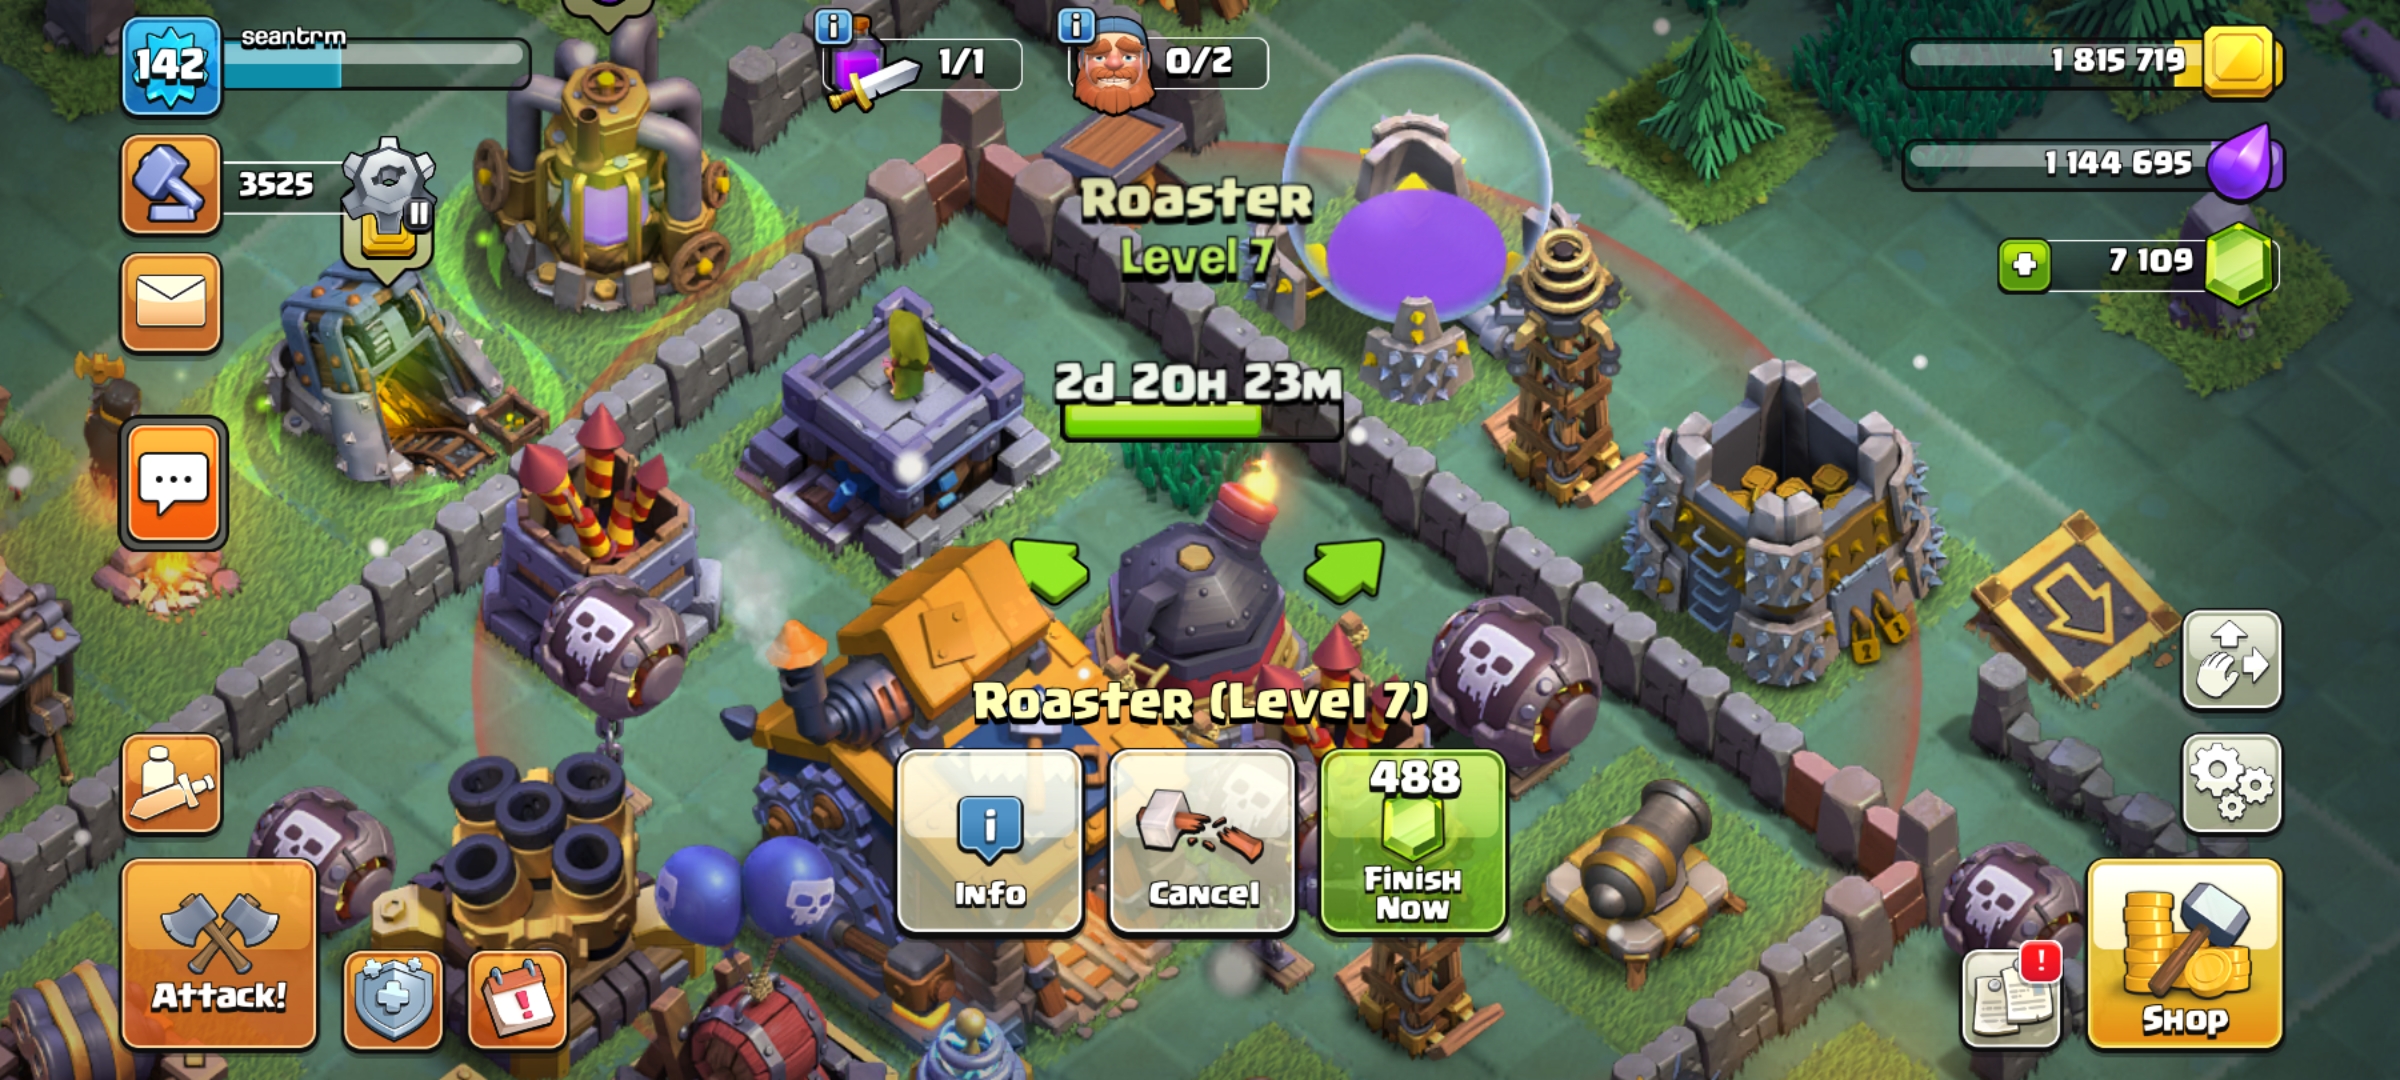 142
seantrm
1/1
0/2
1 815 719
3525
1 144 695
7 109
Roaster
Level 7
2d 20H 23M
Roaster (Level 7)
Info
Cancel
488
Finish
Now
Attack!
!
!
Shop